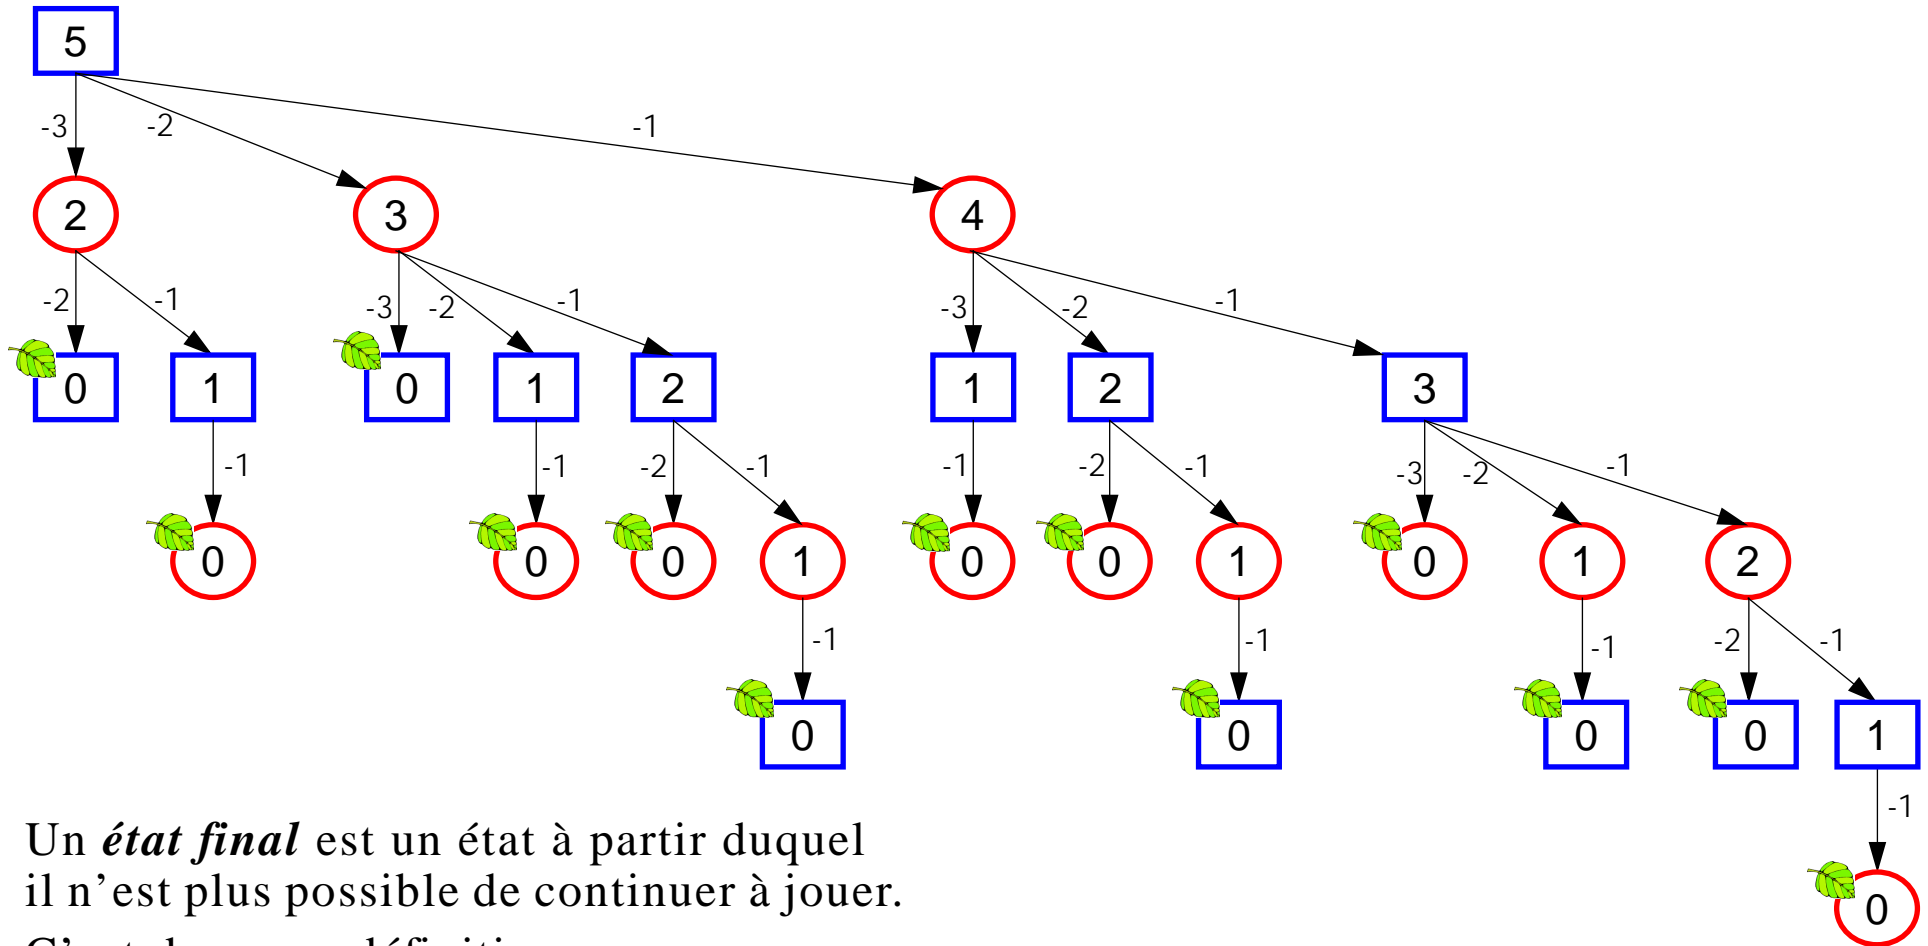 5
-3 -2 -1
2 3 4
-2 -1 -3 -2 -1 -3 -2 -1
0 1 0 1 2 1 2 3
-1 -1 -2 -1 -1 -2 -1 -3 -2 -1
0 0 0 1 0 0 1 0 1 2
-1 -1 -1 -2 -1
0 0 0 0 1
-1
0
Un état final est un état à partir duquel
il n’est plus possible de continuer à jouer.